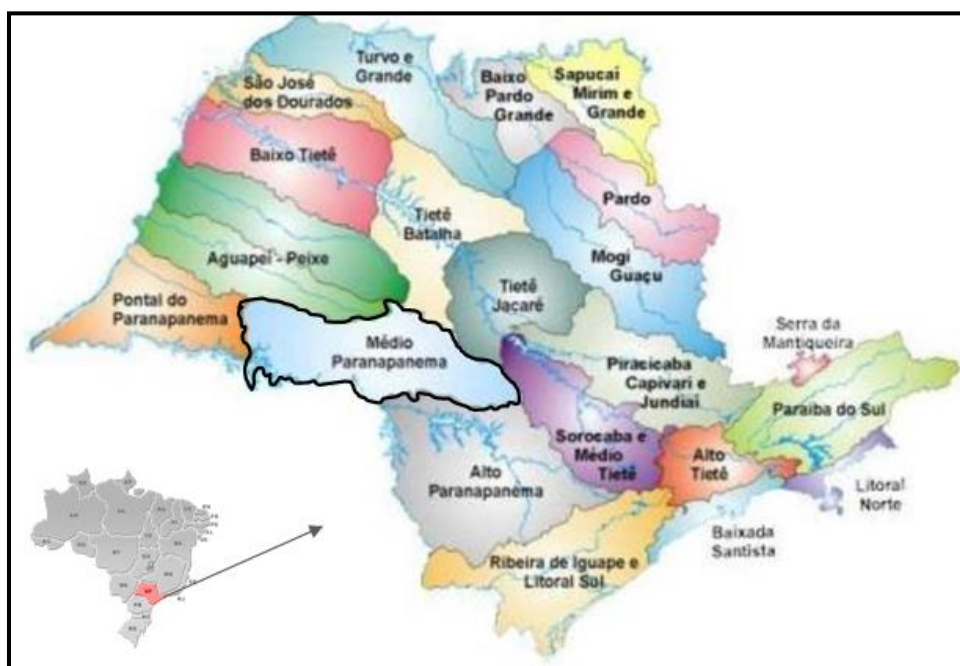 Turvo e
Grande
Baixo
Pardo
Grande
Sapucaí
Mirim e
Grande
São José
dos Dourados
Baixo Tietê
Pardo
Tietê
Batalha
Mogi
Guaçu
Aguapeí - Peixe
Tietê
Jacaré
Pontal do
Paranapanema
Médio
Paranapanema
Serra da
Mantiqueira
Piracicaba
Capivari e
Jundiaí
Paraíba do Sul
Sorocaba e
Médio
Tietê
Alto
Tietê
Alto
Paranapanema
Litoral
Norte
Baixada
Santista
Ribeira de Iguape e
Litoral Sul